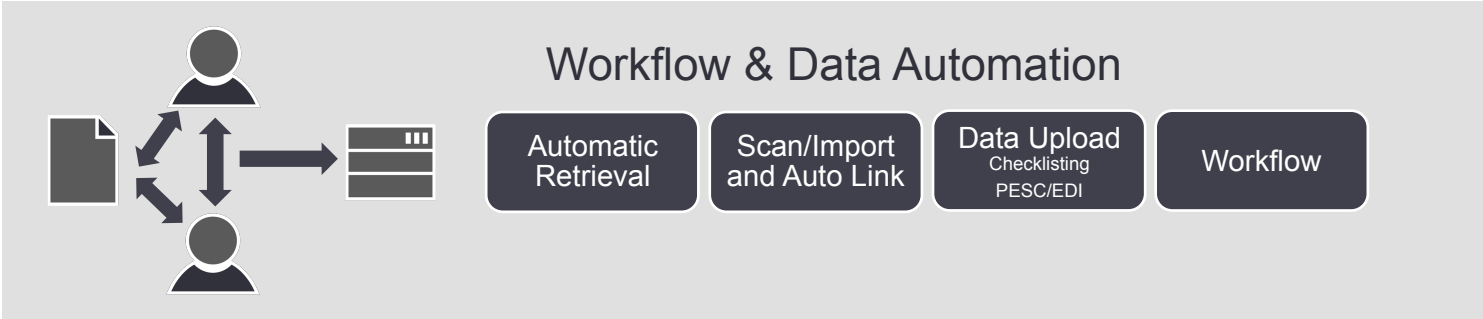 Workflow & Data Automation
Automatic
Retrieval
Scan/Import
and Auto Link
Data Upload
Checklisting
PESC/EDI
Workflow